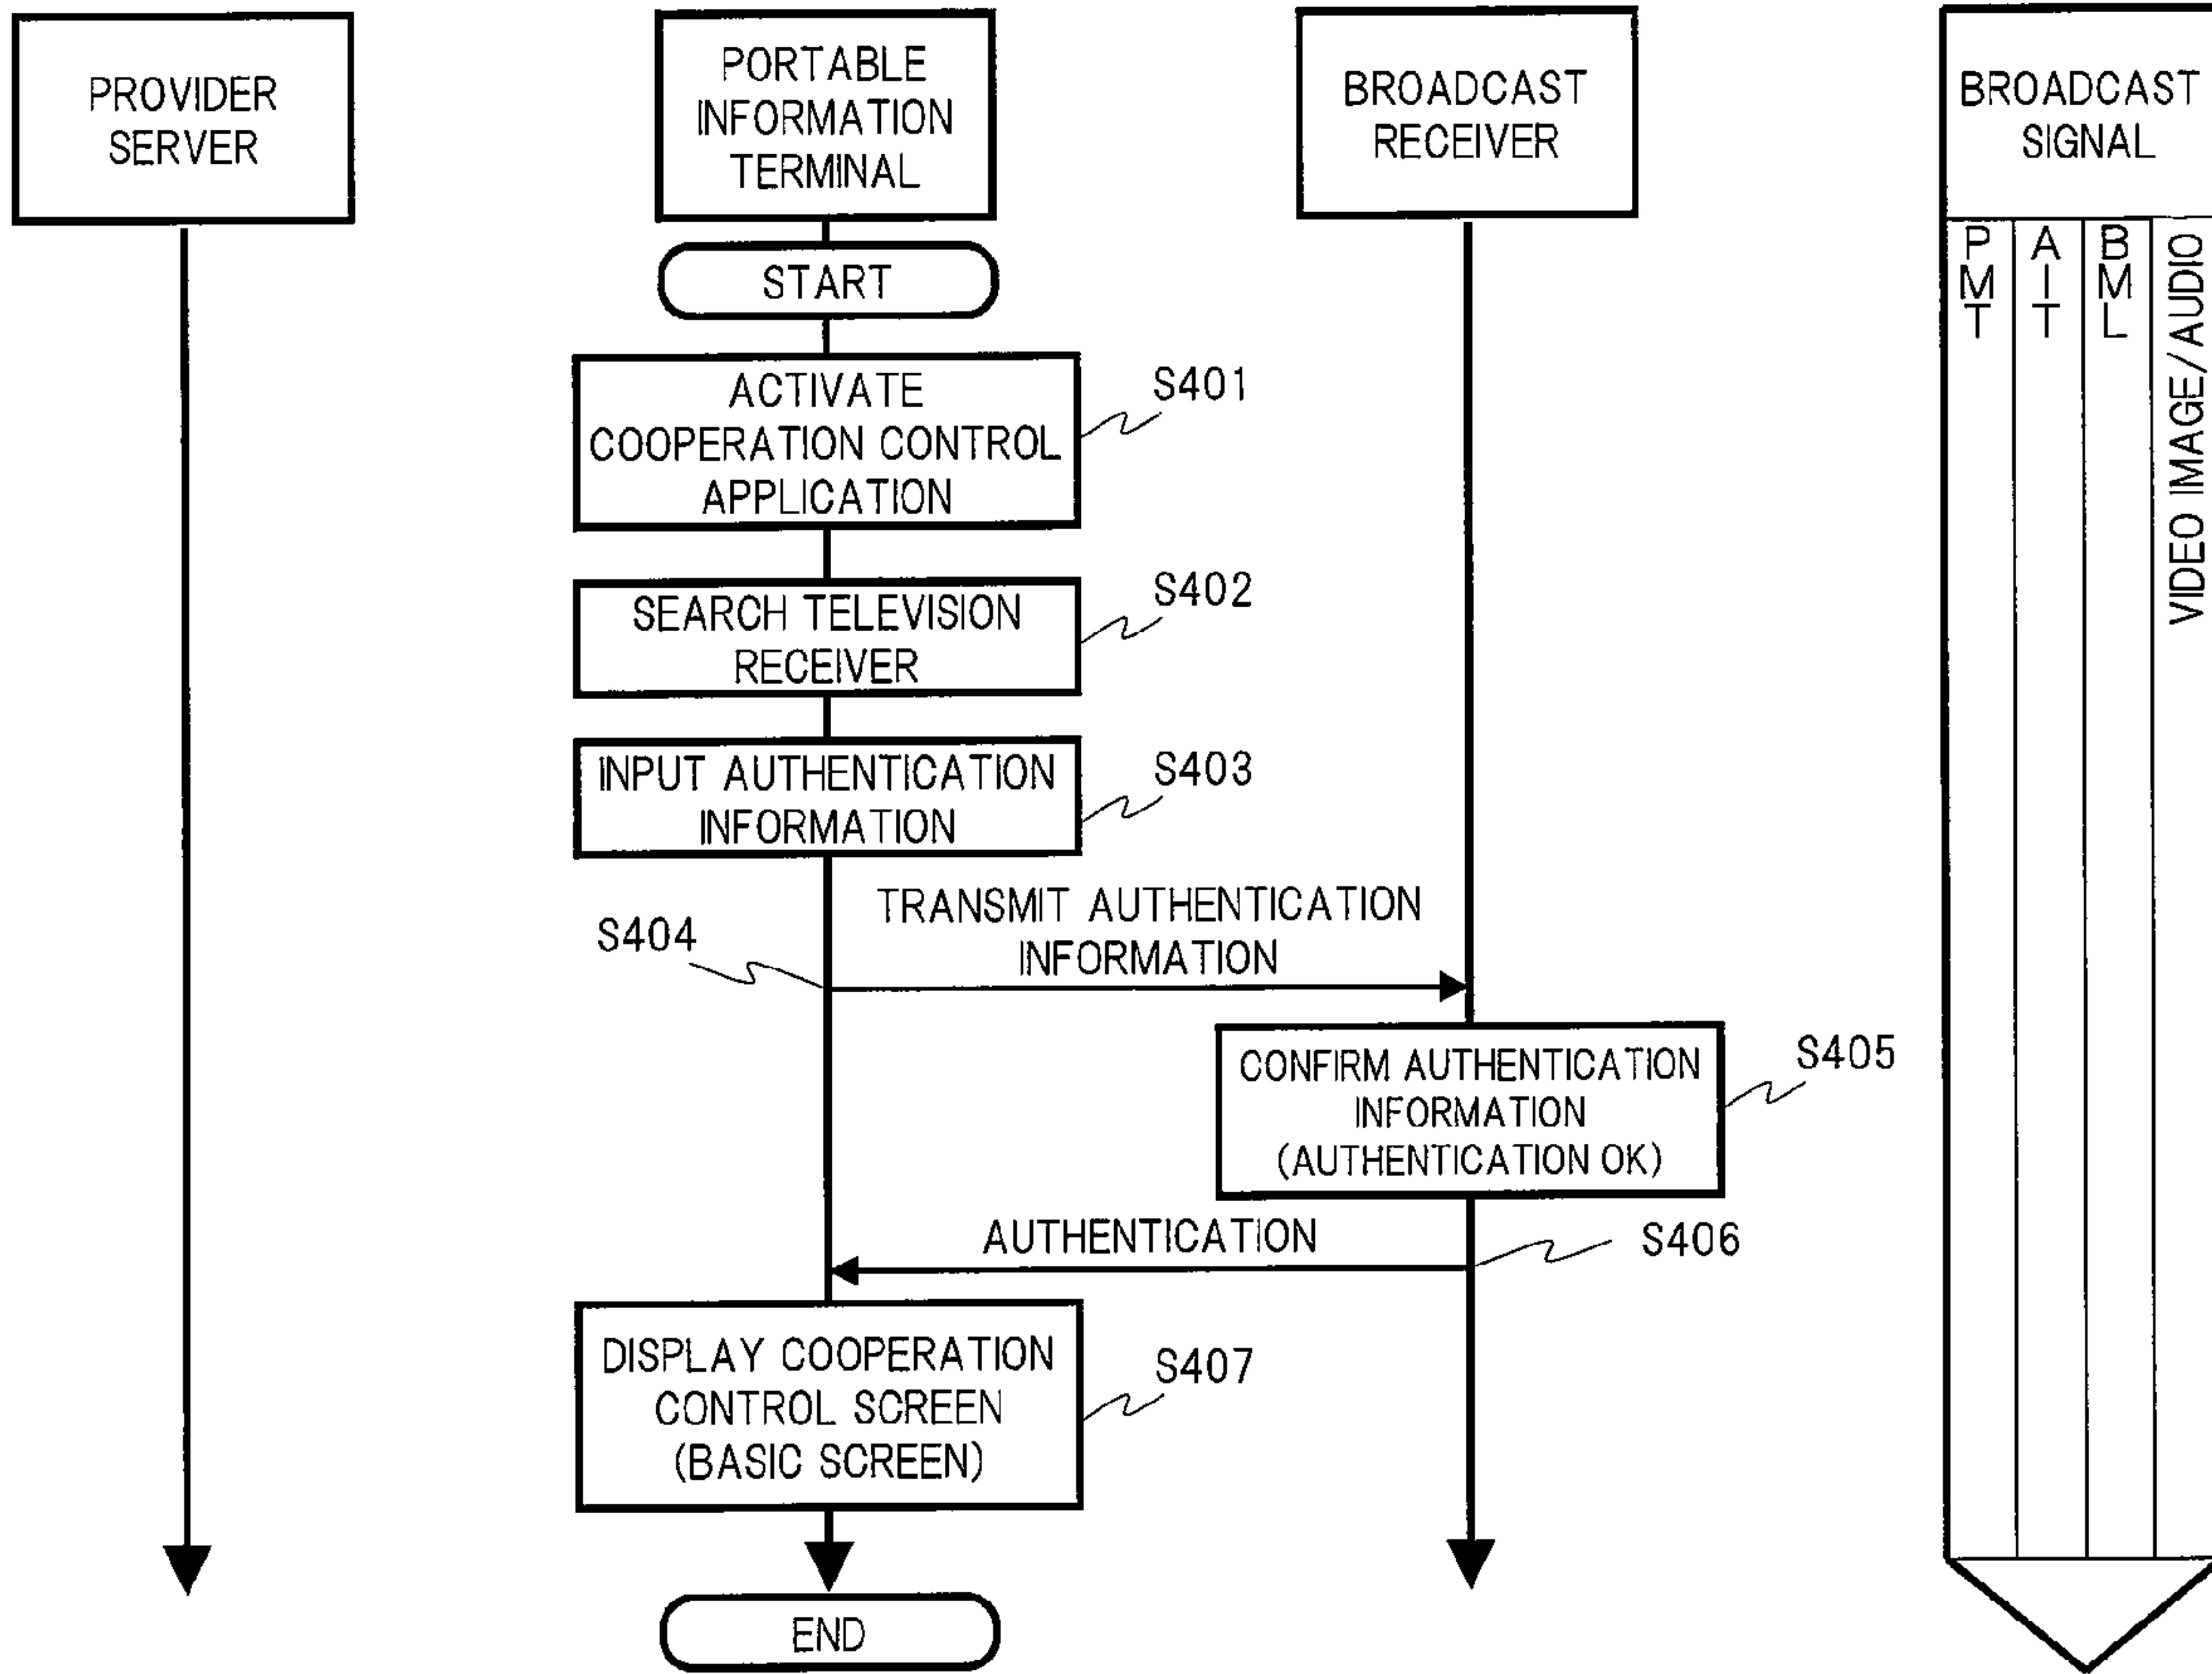 PROVIDER
SERVER
PORTABLE
INFORMATION
TERMINAL
BROADCAST
RECEIVER
BROADCAST
SIGNAL
START
PMT
AIT
BML
VIDEO IMAGE/AUDIO
ACTIVATE
COOPERATION CONTROL
APPLICATION
S401
SEARCH TELEVISION
RECEIVER
S402
INPUT AUTHENTICATION
INFORMATION
S403
TRANSMIT AUTHENTICATION
INFORMATION
S404
CONFIRM AUTHENTICATION
INFORMATION
(AUTHENTICATION OK)
S405
AUTHENTICATION
S406
DISPLAY COOPERATION
CONTROL SCREEN
(BASIC SCREEN)
S407
END